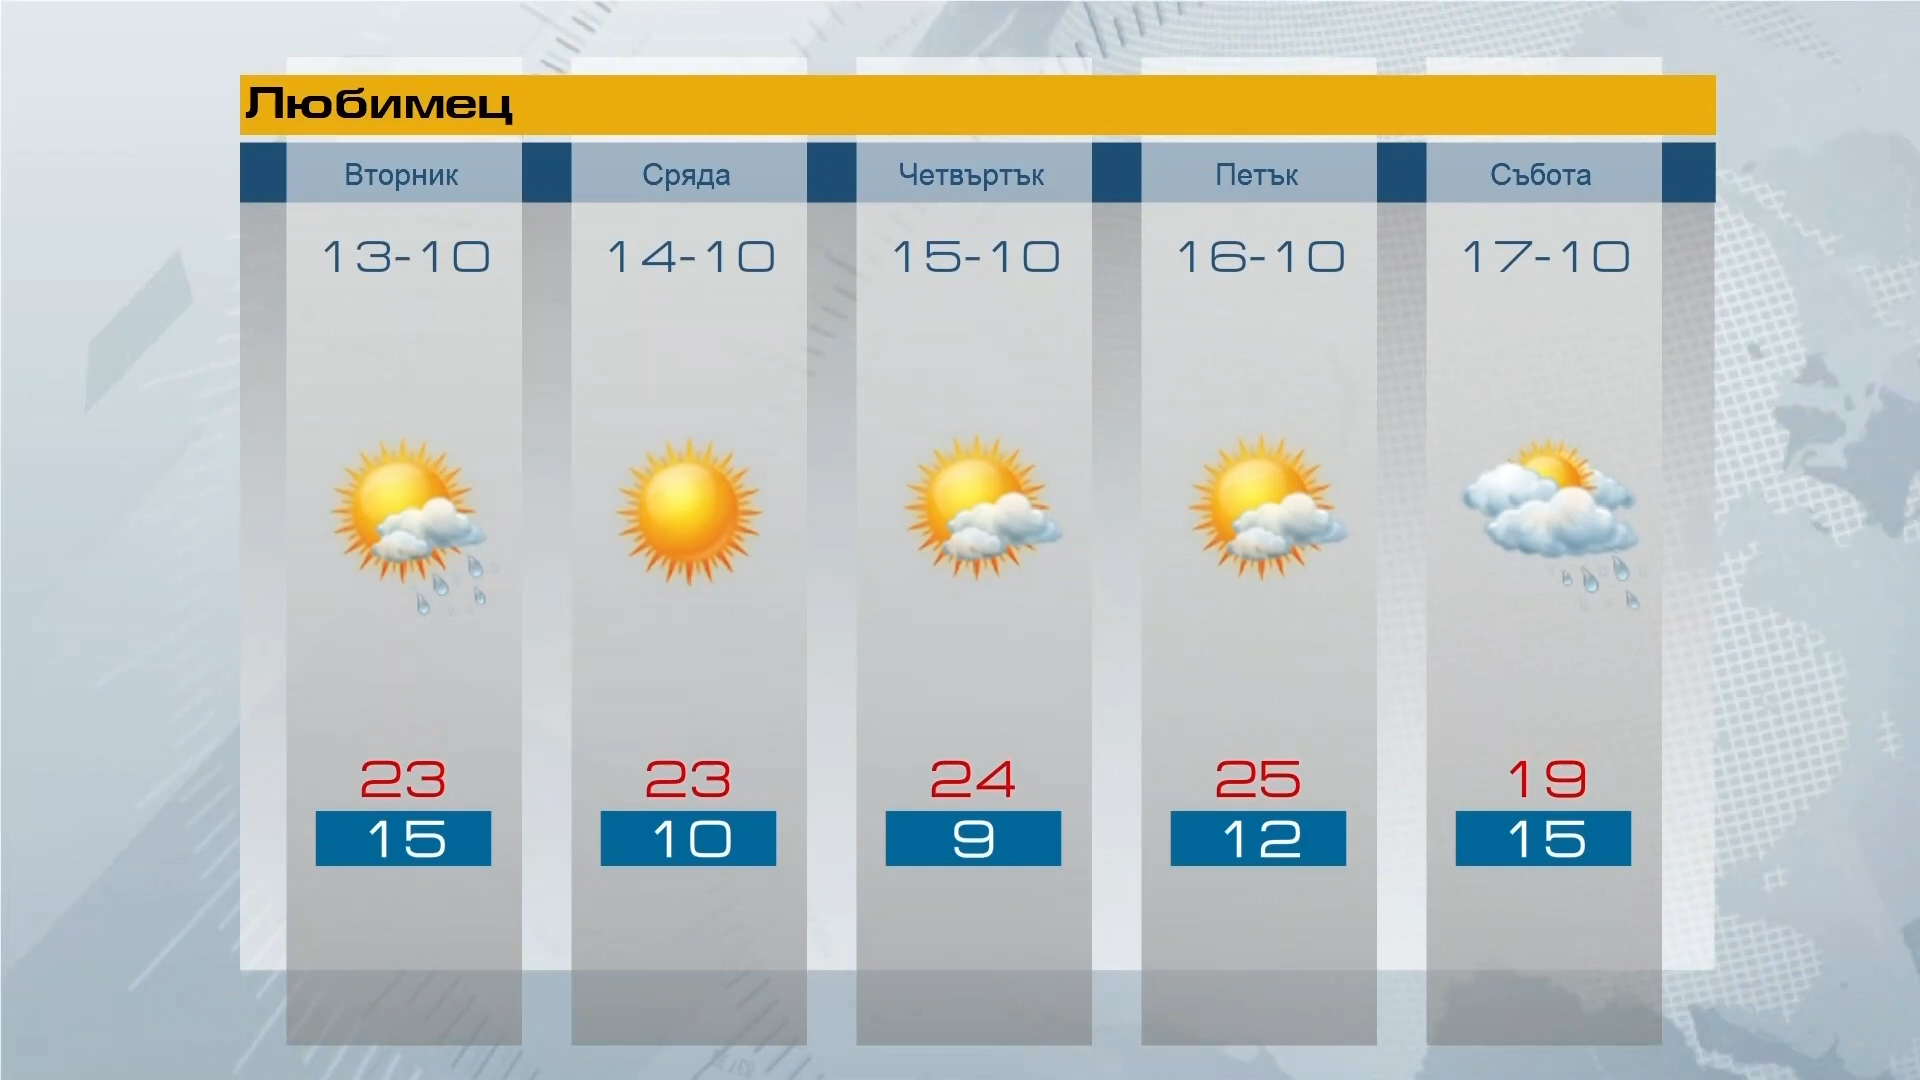 Любимец
Вторник Сряда Четвъртък Петък Събота
13-10 14-10 15-10 16-10 17-10
23 23 24 25 19
15 10 9 12 15